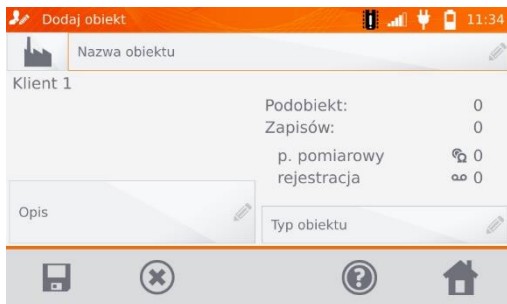 Dodaj obiekt 11:34
Nazwa obiektu
Klient 1
Podobiekt: 0
Zapisów: 0
p. pomiarowy 0
rejestracja 0
Opis
Typ obiektu